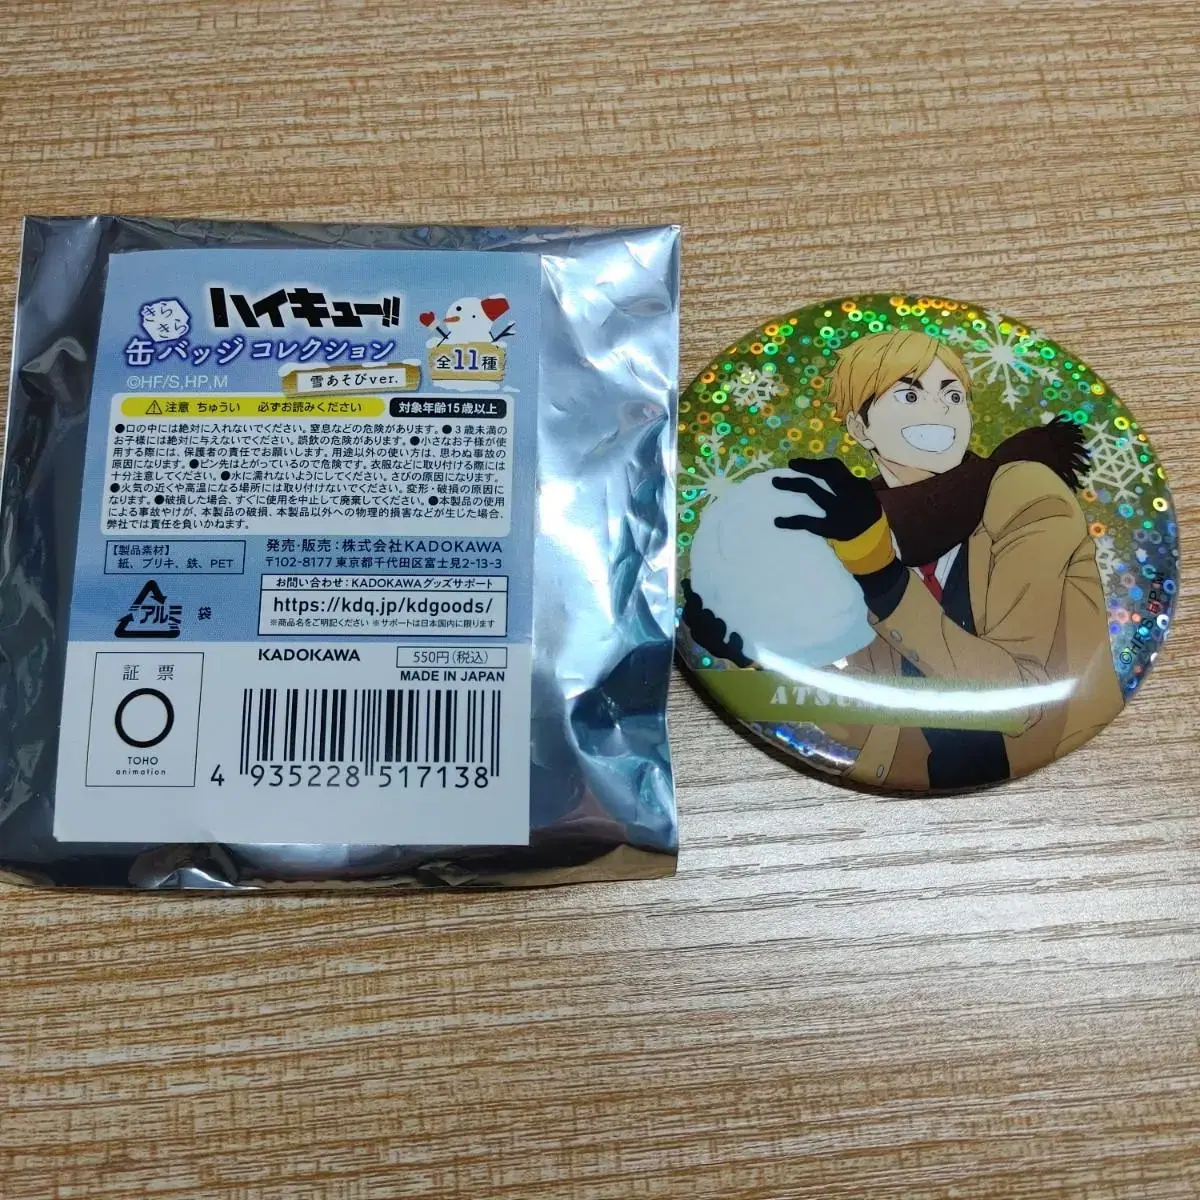 ハイキュー!!
きらきら
缶バッジコレクション
全11種
©HF/S,HP,M
雪あそびver.
注意 ちゅうい 必ずお読みください
対象年齢15歳以上
●口の中には絶対に入れないでください。窒息などの危険があります。●3歳未満の
お子様には絶対に与えないでください。誤飲の危険があります。●小さなお子様が使
用する際には、保護者の責任でお願いします。用途以外の使い方は、思わぬ事故の
原因になります。●ピン先はとがっているので危険です。衣服などに取り付ける際には
十分注意してください。●水に濡れないようにしてください。さびの原因になります。
●火気の近くや高温になる場所には取り付けないでください。変形・破損の原因に
なります。●破損した場合、すぐに使用を中止して廃棄してください。●本製品の使用
による事故やけが、本製品の破損、本製品以外への物理的損害などが生じた場合、
弊社では責任を負いかねます。
【製品素材】
紙、ブリキ、鉄、PET
発売・販売:株式会社KADOKAWA
〒102-8177 東京都千代田区富士見2-13-3
お問い合わせ:KADOKAWAグッズサポート
https://kdq.jp/kdgoods/
※商品名をご明記ください ※サポートは日本国内に限ります
アルミ
袋
証票
TOHO
animation
KADOKAWA
550円(税込)
MADE IN JAPAN
4 935228 517138